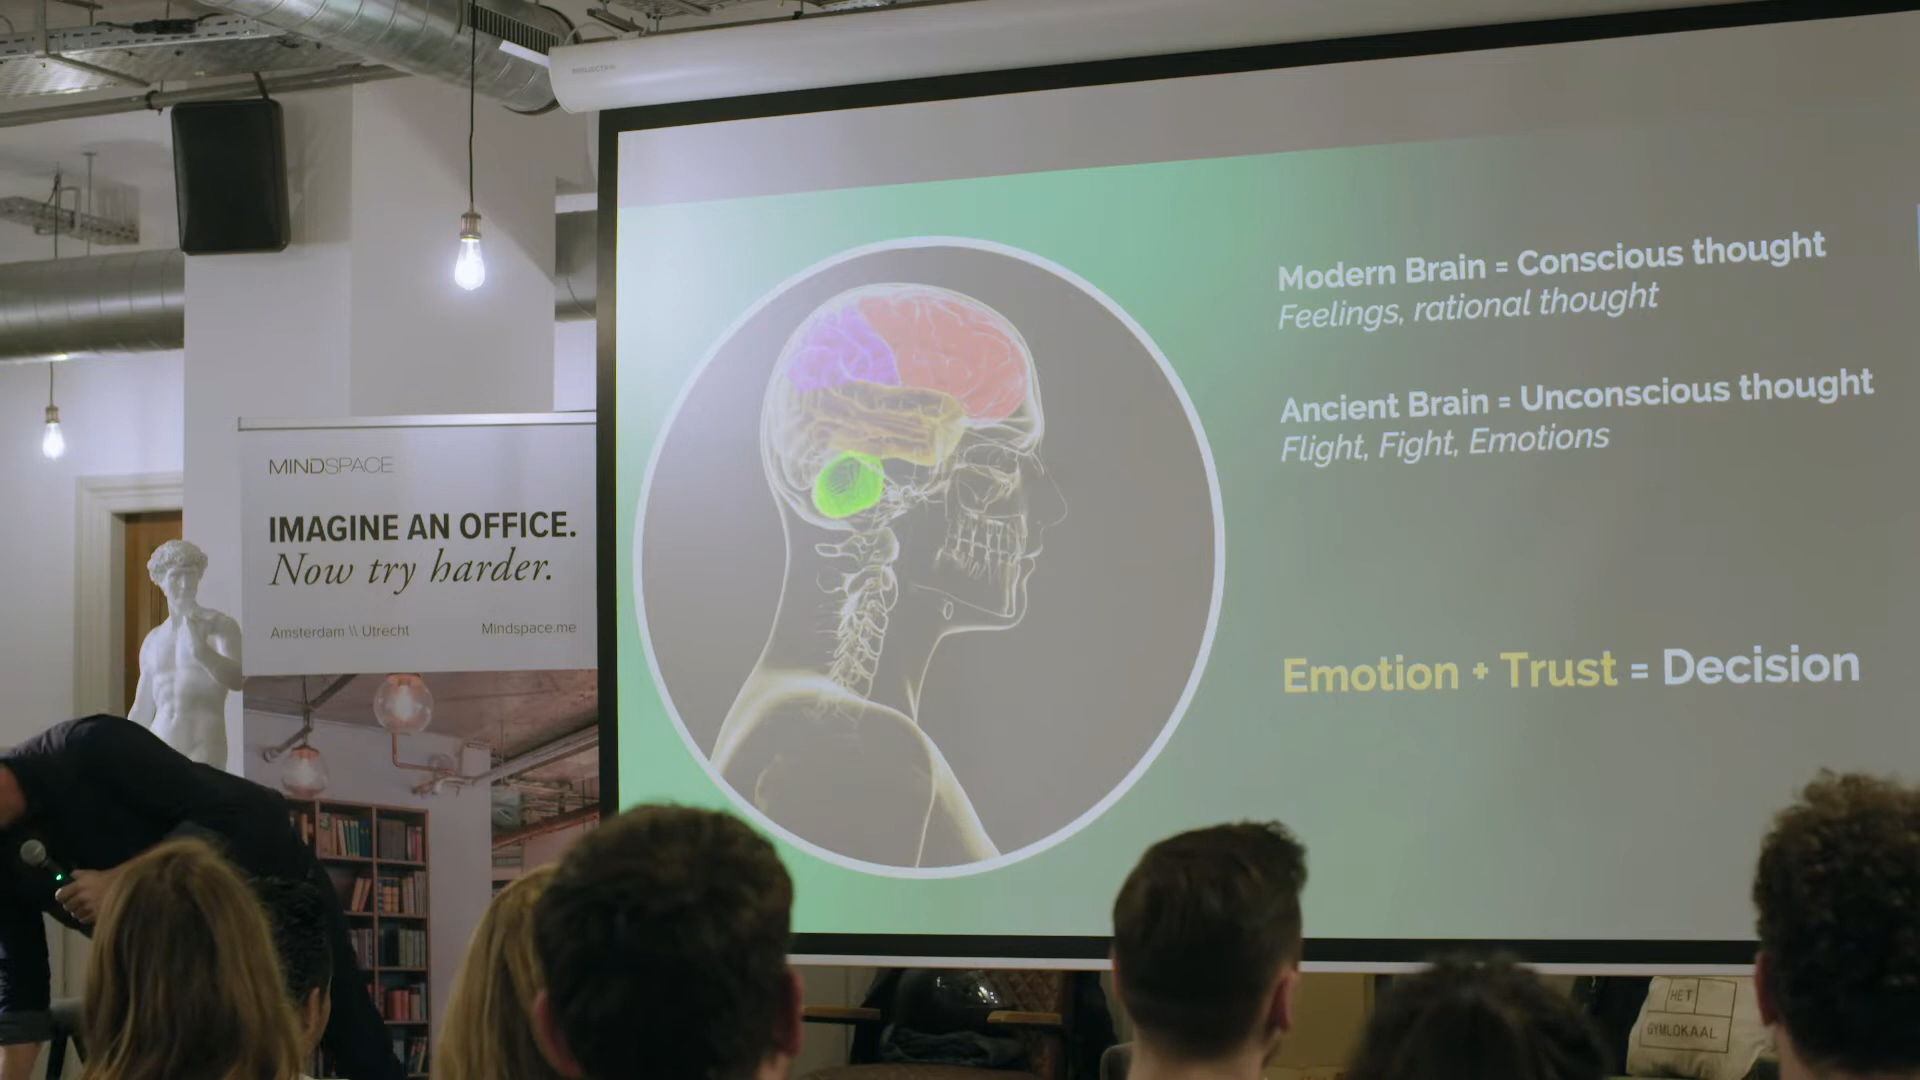 MINDSPACE
IMAGINE AN OFFICE.
Now try harder.
Amsterdam \\ Utrecht
Mindspace.me
Modern Brain = Conscious thought
Feelings, rational thought
Ancient Brain = Unconscious thought
Flight, Fight, Emotions
Emotion + Trust = Decision
HET
GYMLOKAAL